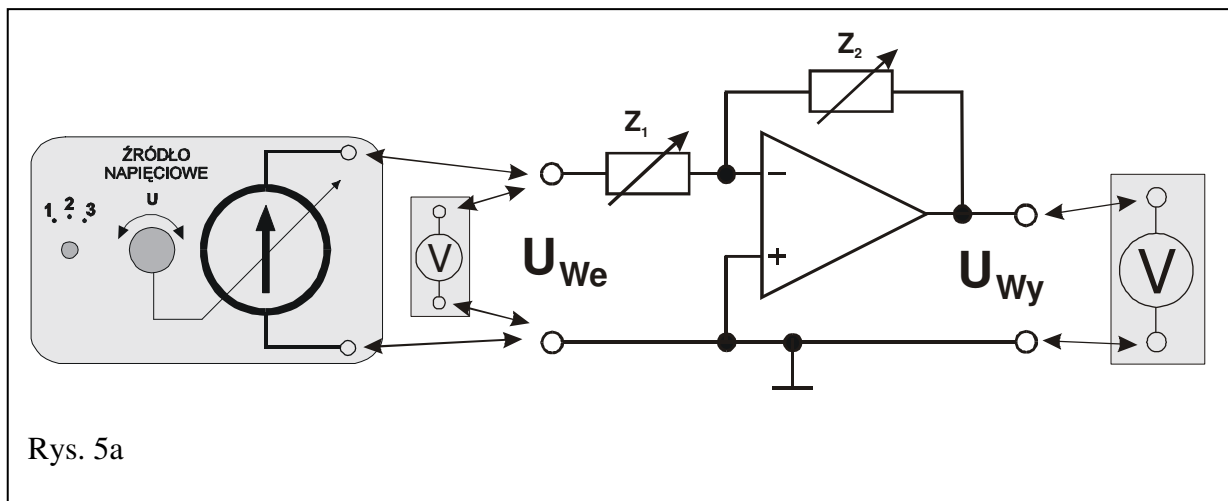 Z2
Z1
ŹRÓDŁO
NAPIĘCIOWE
U
1 2 3
V
UWe
−
+
UWy
V
Rys. 5a